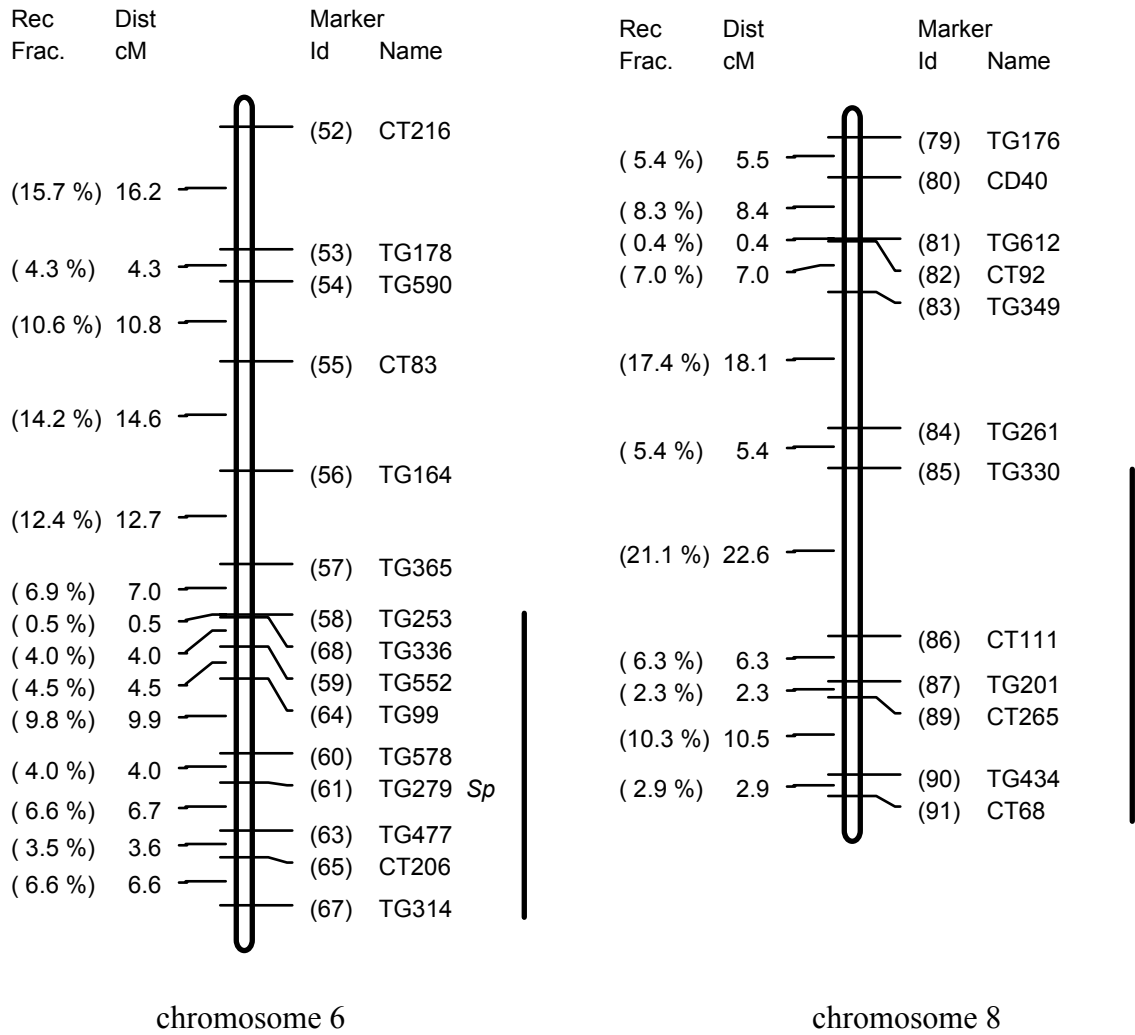 Rec Dist Marker
Frac. cM Id Name
(52) CT216
(15.7 %) 16.2
(53) TG178
( 4.3 %) 4.3
(54) TG590
(10.6 %) 10.8
(55) CT83
(14.2 %) 14.6
(56) TG164
(12.4 %) 12.7
(57) TG365
( 6.9 %) 7.0
( 0.5 %) 0.5 (58) TG253
( 4.0 %) 4.0 (68) TG336
( 4.5 %) 4.5 (59) TG552
( 9.8 %) 9.9 (64) TG99
(60) TG578
( 4.0 %) 4.0
(61) TG279 Sp
( 6.6 %) 6.7
(63) TG477
( 3.5 %) 3.6
(65) CT206
( 6.6 %) 6.6
(67) TG314
chromosome 6
Rec Dist Marker
Frac. cM Id Name
(79) TG176
( 5.4 %) 5.5
(80) CD40
( 8.3 %) 8.4
( 0.4 %) 0.4 (81) TG612
( 7.0 %) 7.0 (82) CT92
(83) TG349
(17.4 %) 18.1
(84) TG261
( 5.4 %) 5.4
(85) TG330
(21.1 %) 22.6
(86) CT111
( 6.3 %) 6.3
(87) TG201
( 2.3 %) 2.3
(89) CT265
(10.3 %) 10.5
(90) TG434
( 2.9 %) 2.9
(91) CT68
chromosome 8